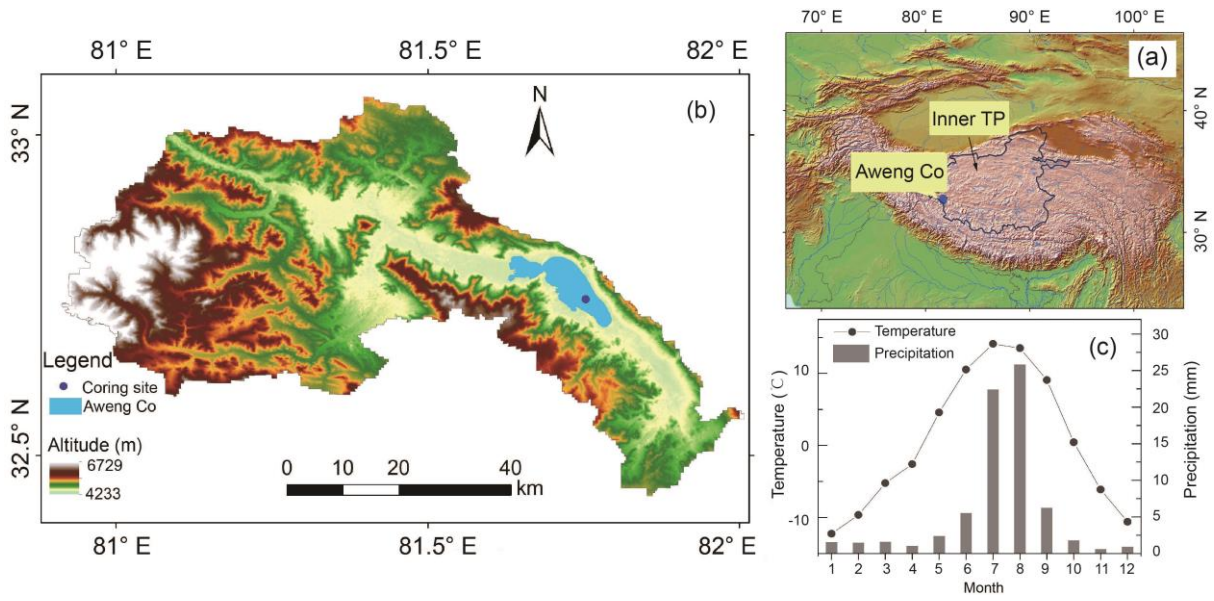 81° E
81.5° E
82° E
(b)
N
33° N
32.5° N
Legend
Coring site
Aweng Co
Altitude (m)
6729
4233
0
10
20
40
km
81° E
81.5° E
82° E
70° E
80° E
90° E
100° E
(a)
40° N
30° N
Inner TP
Aweng Co
Temperature
Precipitation
(c)
Temperature (℃)
10
0
-10
30
25
20
15
10
5
0
Precipitation (mm)
1 2 3 4 5 6 7 8 9 10 11 12
Month